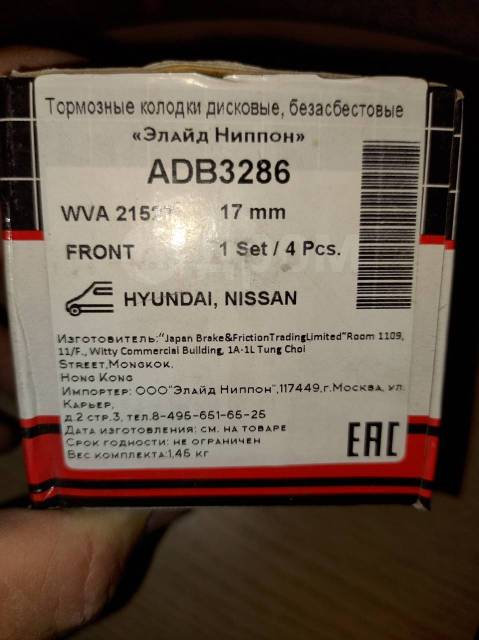 Тормозные колодки дисковые, безасбестовые
«Элайд Ниппон»
ADB3286
WVA 17 mm
FRONT 1 Set / 4 Pcs.
HYUNDAI, NISSAN
Изготовитель:"Japan Brake&FrictionTradingLimited"Room 1109,
11/F., Witty Commercial Building, 1A-1L Tung Choi
Street,Mongkok,
Hong Kong
Импортер: ООО"Элайд Ниппон",117449,г.Москва, ул.
Карьер,
д.2 стр.3, тел.8-495-651-65-25
Дата изготовления: см. на товаре
Срок годности: не ограничен
Вес комплекта:1,46 кг
EAC